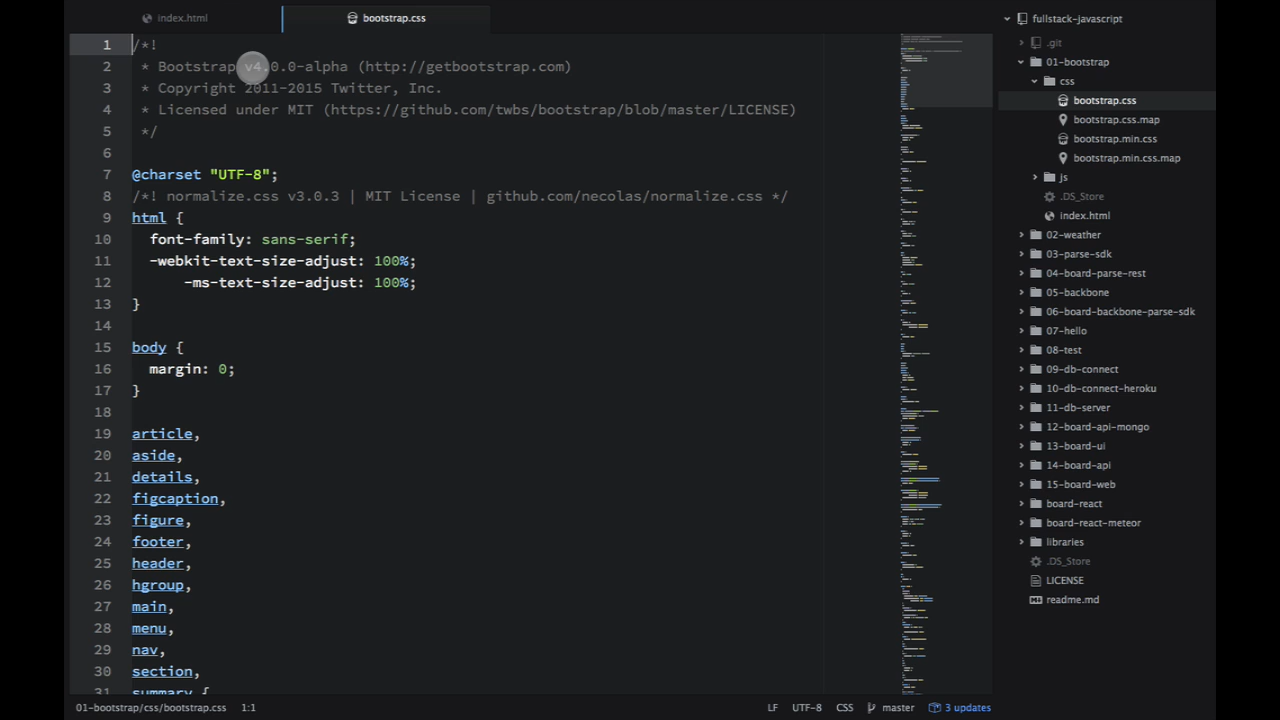 index.html
bootstrap.css
1 /*!
2 * Bootstrap v4.0.0-alpha (http://getbootstrap.com)
3 * Copyright 2011-2015 Twitter, Inc.
4 * Licensed under MIT (https://github.com/twbs/bootstrap/blob/master/LICENSE)
5 */
6
7 @charset "UTF-8";
8 /*! normalize.css v3.0.3 | MIT License | github.com/necolas/normalize.css */
9 html {
10 font-family: sans-serif;
11 -webkit-text-size-adjust: 100%;
12 -ms-text-size-adjust: 100%;
13 }
14
15 body {
16 margin: 0;
17 }
18
19 article,
20 aside,
21 details,
22 figcaption,
23 figure,
24 footer,
25 header,
26 hgroup,
27 main,
28 menu,
29 nav,
30 section,
31 summary {
fullstack-javascript
.git
01-bootstrap
css
bootstrap.css
bootstrap.css.map
bootstrap.min.css
bootstrap.min.css.map
js
.DS_Store
index.html
02-weather
03-parse-sdk
04-board-parse-rest
05-backbone
06-board-backbone-parse-sdk
07-hello
08-test
09-db-connect
10-db-connect-heroku
11-db-server
12-board-api-mongo
13-board-ui
14-board-api
15-board-web
board-react
board-react-meteor
libraries
.DS_Store
LICENSE
readme.md
01-bootstrap/css/bootstrap.css 1:1
LF UTF-8 CSS master 3 updates